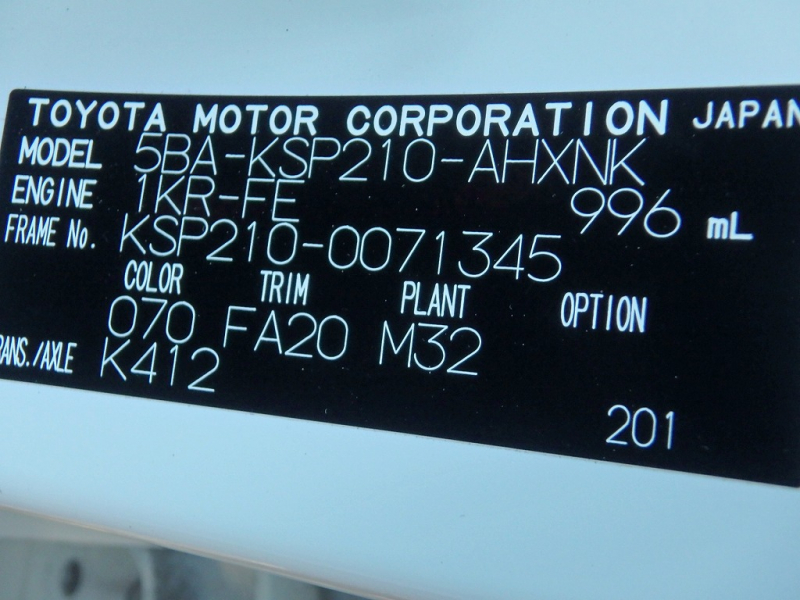 TOYOTA MOTOR CORPORATION JAPAN
MODEL 5BA-KSP210-AHXNK
ENGINE 1KR-FE 996 mL
FRAME No. KSP210-0071345
COLOR TRIM PLANT OPTION
070 FA20 M32
RANS./AXLE K412
201